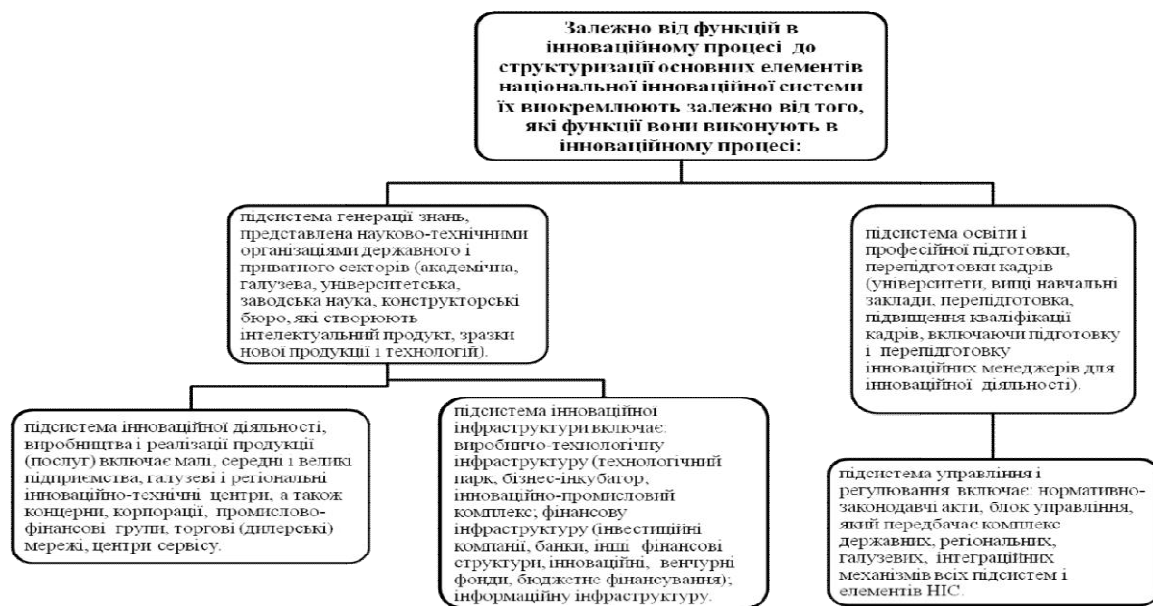 Залежно від функцій в
інноваційному процесі до
структуризації основних елементів
національної інноваційної системи
їх виокремлюють залежно від того,
які функції вони виконують в
інноваційному процесі:
підсистема генерації знань,
представлена науково-технічними
організаціями державного і
приватного секторів (академічна,
галузева, університетська,
заводська наука, конструкторські
бюро, які створюють
інтелектуальний продукт, зразки
нової продукції і технологій).
підсистема освіти і
професійної підготовки,
перепідготовки кадрів
(університети, вищі навчальні
заклади, перепідготовка,
підвищення кваліфікації
кадрів, включаючи підготовку
і перепідготовку
інноваційних менеджерів для
інноваційної діяльності).
підсистема інноваційної діяльності,
виробництва і реалізації продукції
(послуг) включає малі, середні і великі
підприємства, галузеві і регіональні
інноваційно-технічні центри, а також
концерни, корпорації, промислово-
фінансові групи, торгові (дилерські)
мережі, центри сервісу.
підсистема інноваційної
інфраструктури включає:
виробничо-технологічну
інфраструктуру (технологічний
парк, бізнес-інкубатор,
інноваційно-промисловий
комплекс; фінансову
інфраструктуру (інвестиційні
компанії, банки, інші фінансові
структури, інноваційні, венчурні
фонди, бюджетне фінансування);
інформаційну інфраструктуру.
підсистема управління і
регулювання включає: нормативно-
законодавчі акти, блок управління,
який передбачає комплекс
державних, регіональних,
галузевих, інтеграційних
механізмів всіх підсистем і
елементів НІС.